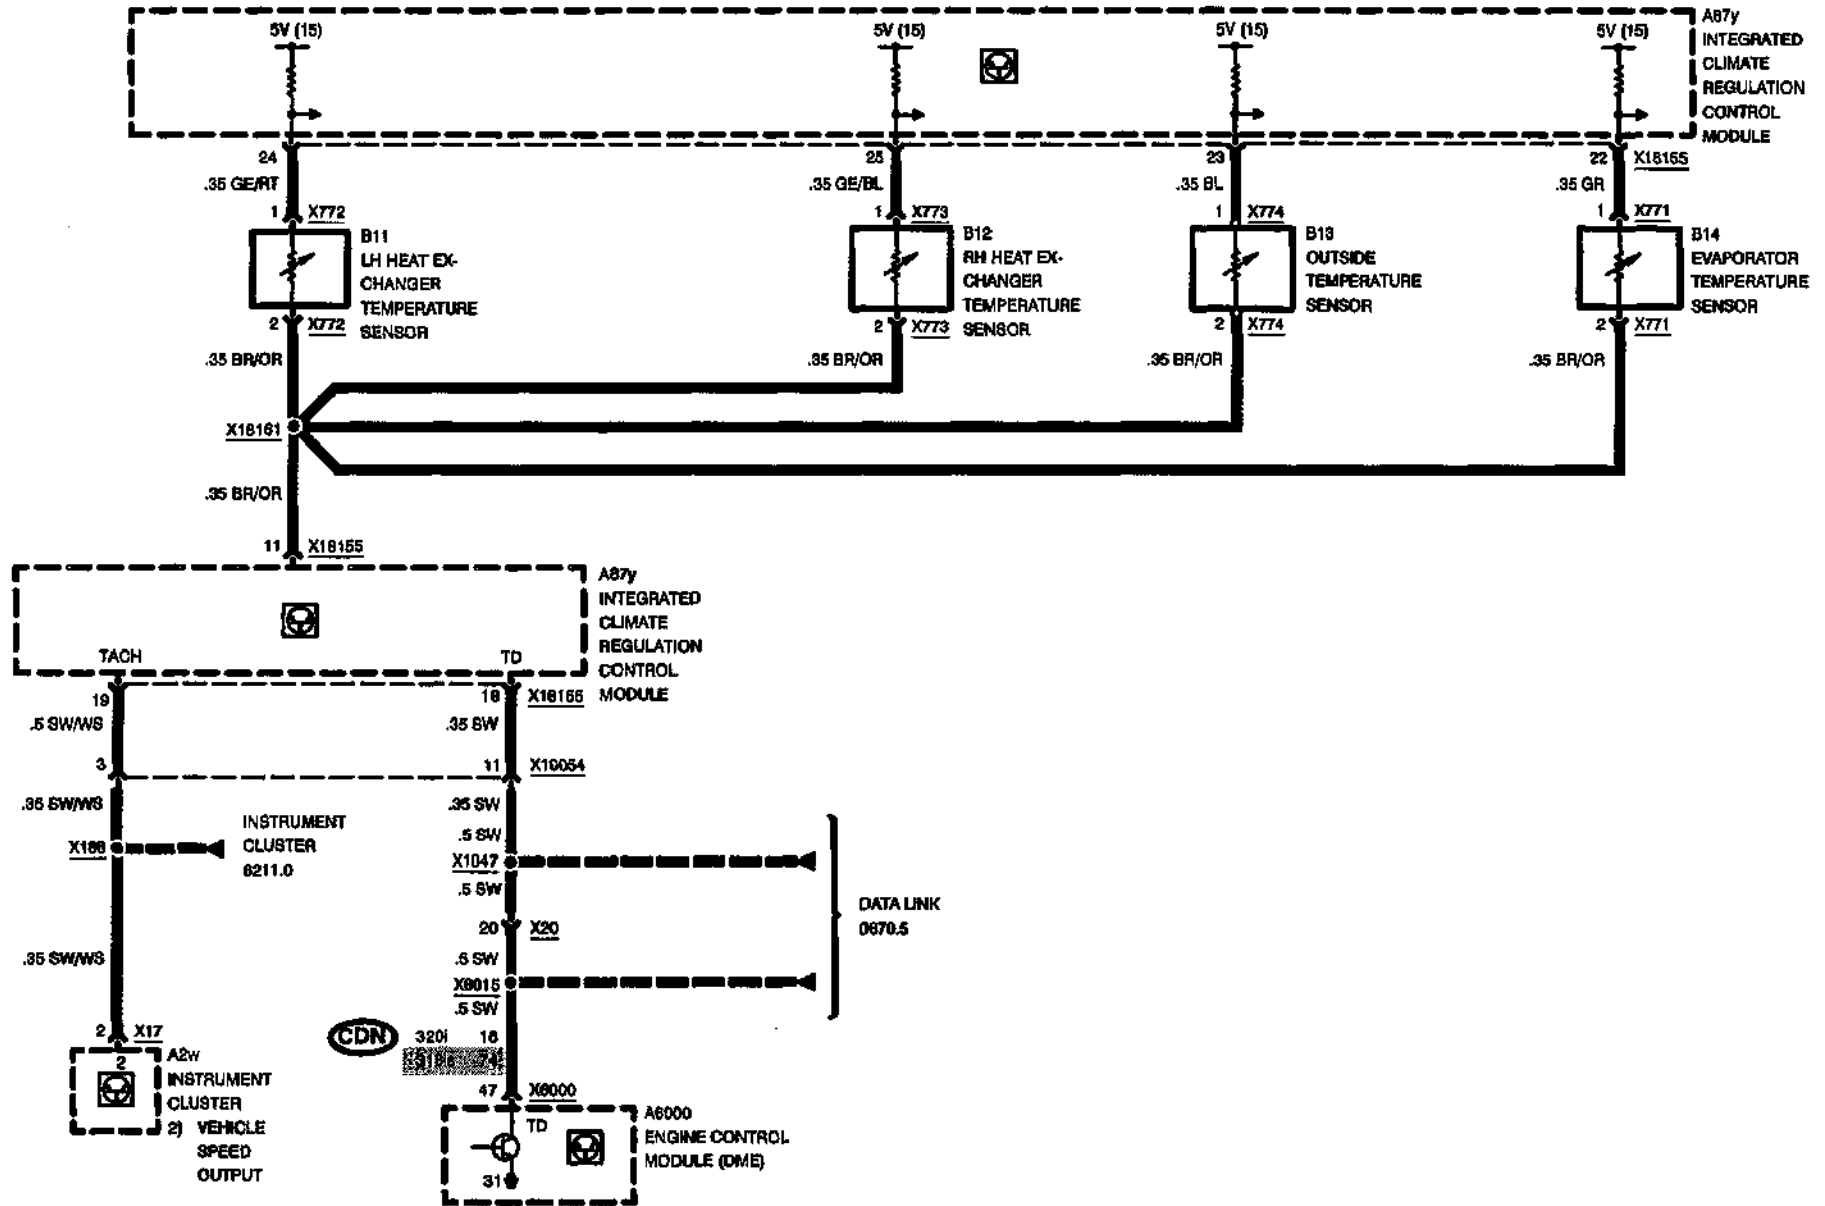 5V (15)
5V (15)
5V (15)
5V (15)
A87y
INTEGRATED
CLIMATE
REGULATION
CONTROL
MODULE
24
25
23
22
X18155
.35 GE/RT
.35 GE/BL
.35 BL
.35 GR
1
X772
1
X773
1
X774
1
X771
B11
LH HEAT EX-
CHANGER
TEMPERATURE
SENSOR
B12
RH HEAT EX-
CHANGER
TEMPERATURE
SENSOR
B13
OUTSIDE
TEMPERATURE
SENSOR
B14
EVAPORATOR
TEMPERATURE
SENSOR
2
X772
2
X773
2
X774
2
X771
.35 BR/OR
.35 BR/OR
.35 BR/OR
.35 BR/OR
X18161
.35 BR/OR
11
X18155
A87y
INTEGRATED
CLIMATE
REGULATION
CONTROL
MODULE
TACH
TD
19
18
X18155
.5 SW/WS
.35 SW
3
11
X10054
.35 SW/WS
.35 SW
INSTRUMENT
CLUSTER
6211.0
.5 SW
X1047
.5 SW
DATA LINK
0670.5
20
X20
.35 SW/WS
.5 SW
X8015
.5 SW
2
X17
CDN
320i
16
47
X6000
2
A2w
INSTRUMENT
CLUSTER
2) VEHICLE
SPEED
OUTPUT
TD
31
A6000
ENGINE CONTROL
MODULE (DME)